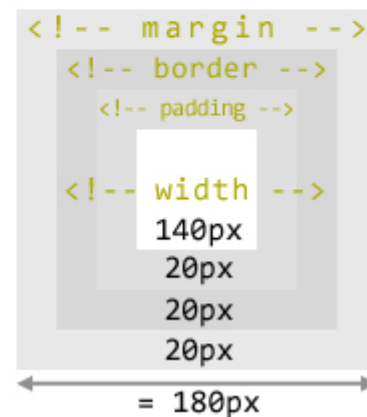 <!-- margin -->
<!-- border -->
<!-- padding -->
<!-- width -->
140px
20px
20px
20px
= 180px